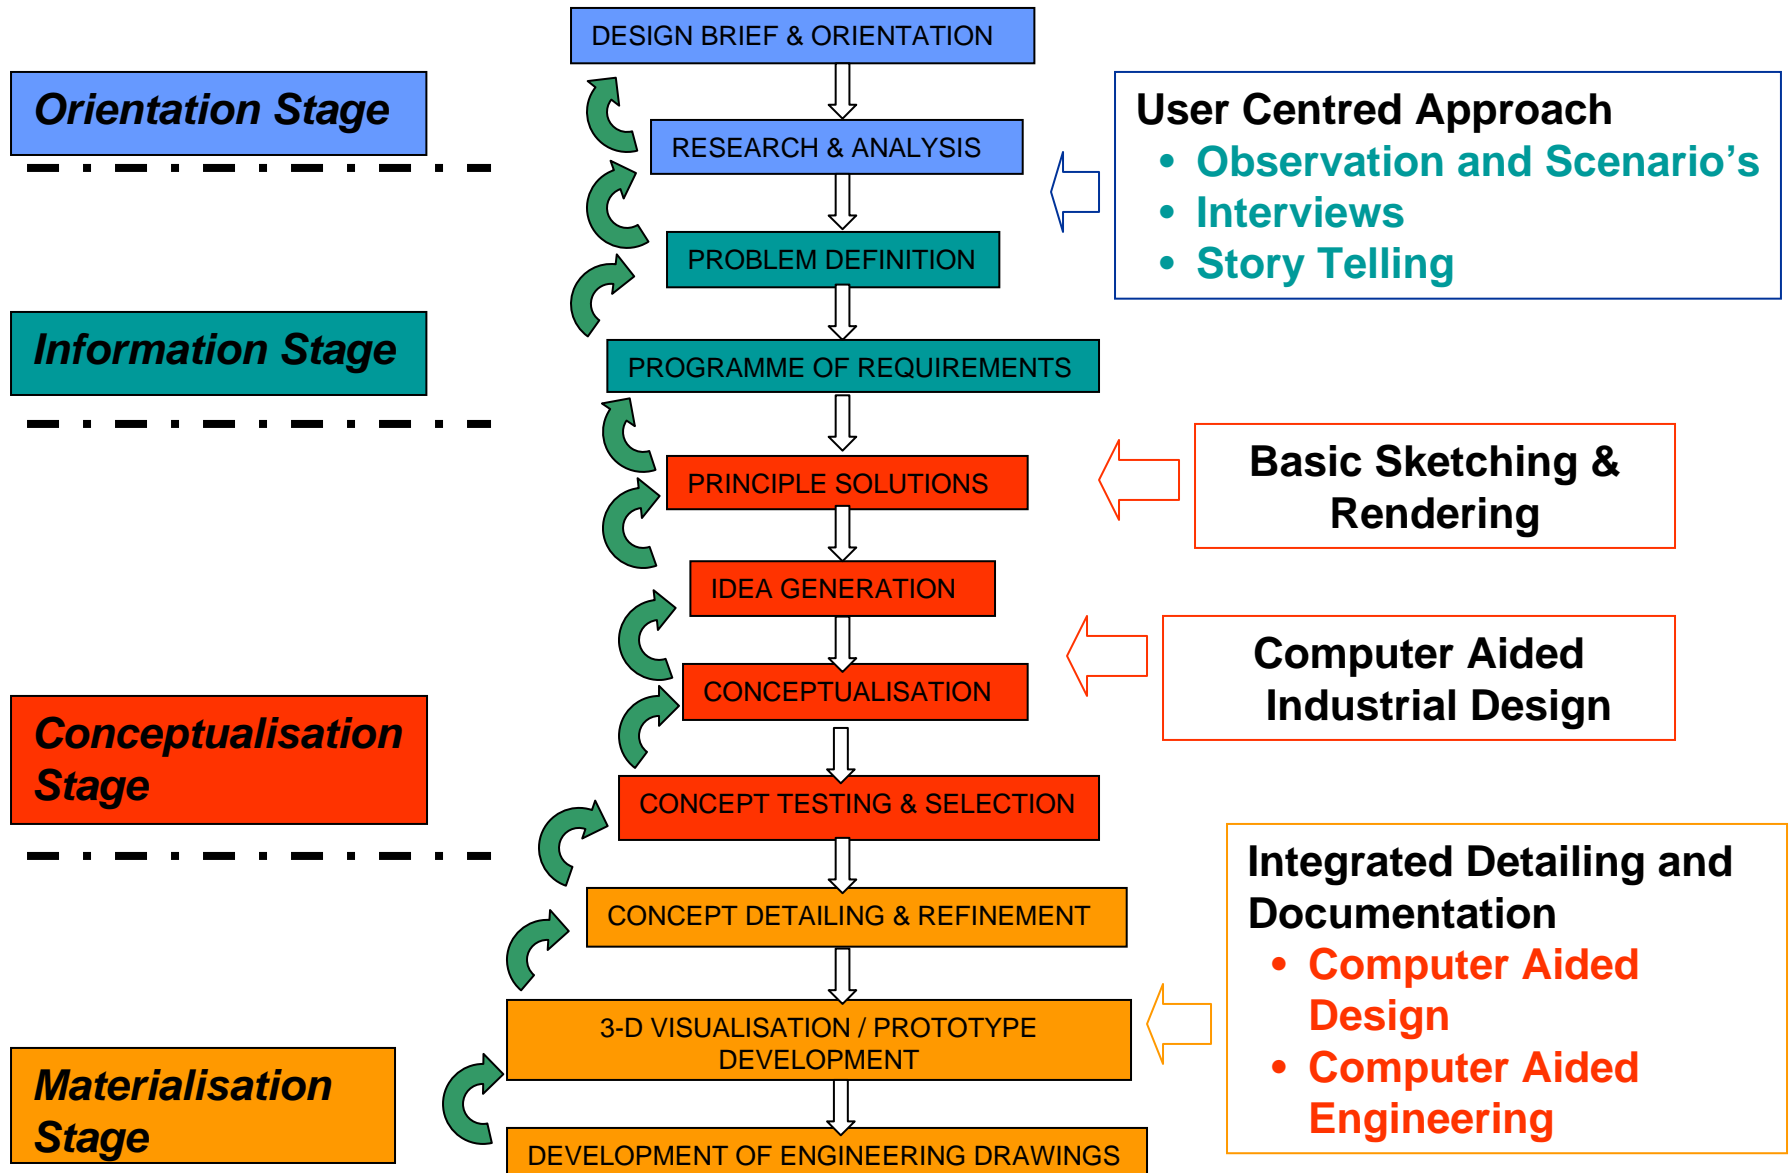 DESIGN BRIEF & ORIENTATION
Orientation Stage
RESEARCH & ANALYSIS
User Centred Approach
• Observation and Scenario’s
• Interviews
• Story Telling
PROBLEM DEFINITION
Information Stage
PROGRAMME OF REQUIREMENTS
PRINCIPLE SOLUTIONS
Basic Sketching &
Rendering
IDEA GENERATION
CONCEPTUALISATION
Computer Aided
Industrial Design
Conceptualisation
Stage
CONCEPT TESTING & SELECTION
CONCEPT DETAILING & REFINEMENT
Integrated Detailing and
Documentation
• Computer Aided
Design
• Computer Aided
Engineering
3-D VISUALISATION / PROTOTYPE
DEVELOPMENT
Materialisation
Stage
DEVELOPMENT OF ENGINEERING DRAWINGS